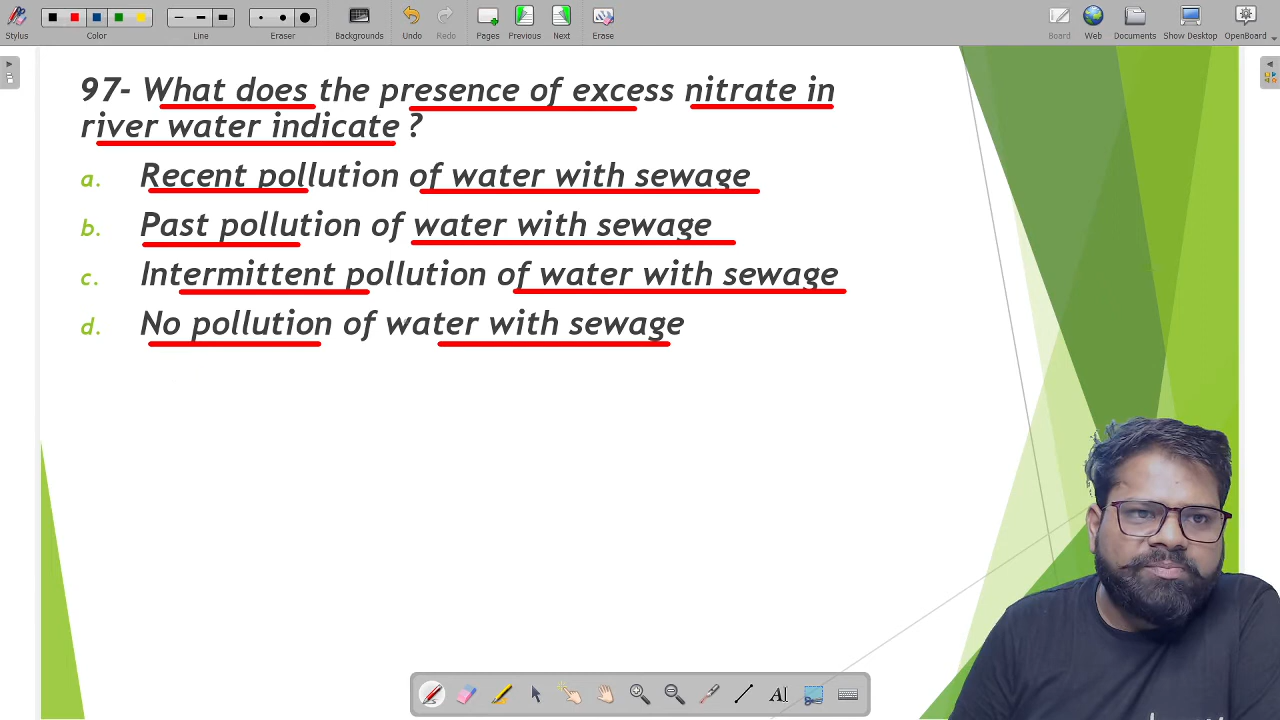 Stylus
Color
Line
Eraser
Backgrounds
Undo
Redo
Pages
Previous
Next
Erase
Board
Web
Documents
Show Desktop
OpenBoard
97- What does the presence of excess nitrate in
river water indicate ?
a. Recent pollution of water with sewage
b. Past pollution of water with sewage
c. Intermittent pollution of water with sewage
d. No pollution of water with sewage
AI